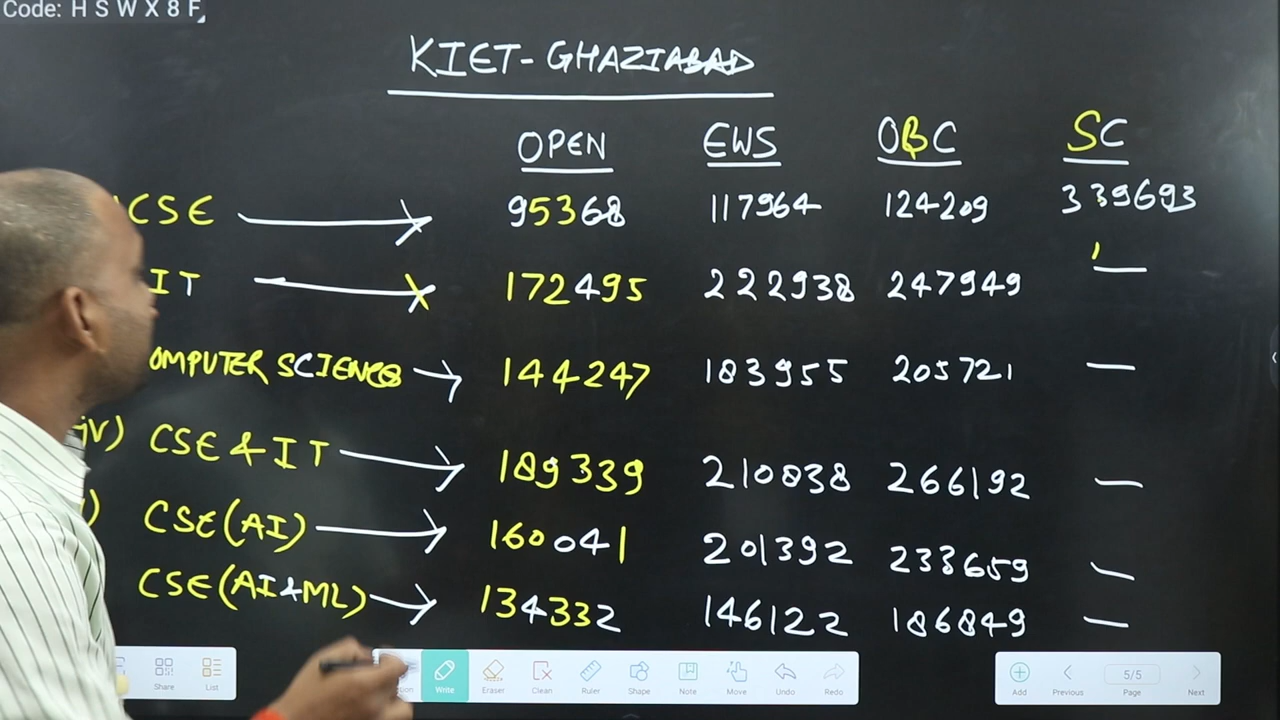 Code: H S W X 8 F
KIET-GHAZIABAD
OPEN EWS OBC SC
CSE → 95368 117964 124209 339693
IT → 172495 222938 247949 —
OMPUTER SCIENCE → 144247 183955 205721 —
iv) CSE & IT → 189339 210838 266192 —
) CSE(AI) → 160041 201392 233659 —
CSE(AI&ML) → 134332 146122 186849 —
Share List Write Eraser Clean Ruler Shape Note Move Undo Redo Add Previous 5/5 Page Next